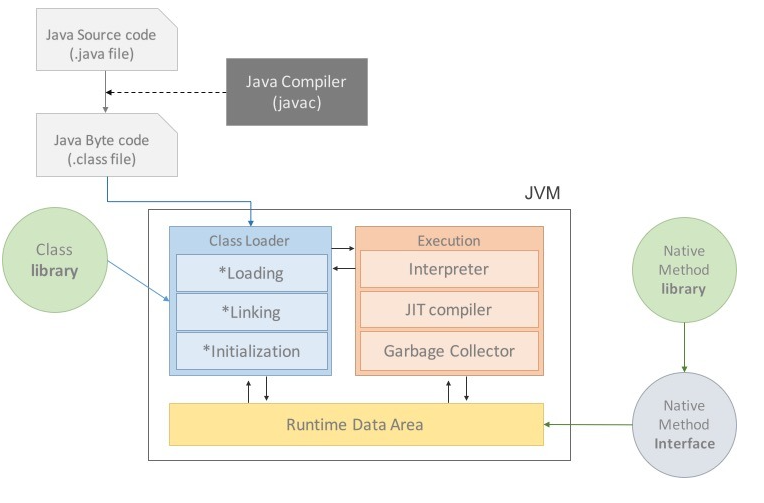 Java Source code
(.java file)
Java Compiler
(javac)
Java Byte code
(.class file)
JVM
Class
library
Class Loader
*Loading
*Linking
*Initialization
Execution
Interpreter
JIT compiler
Garbage Collector
Native
Method
library
Runtime Data Area
Native
Method
Interface